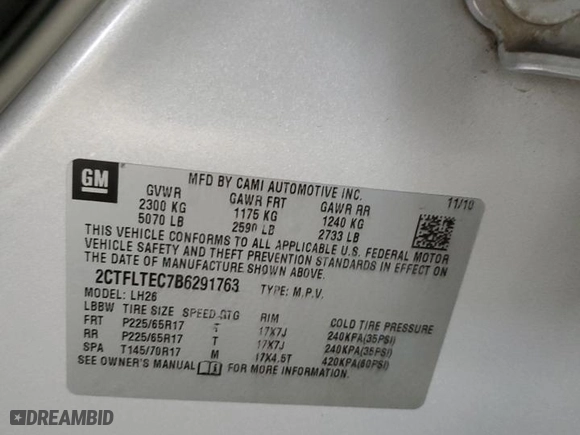 GM
MFD BY CAMI AUTOMOTIVE INC.
11/10
GVWR GAWR FRT GAWR RR
2300 KG 1175 KG 1240 KG
5070 LB 2590 LB 2733 LB
THIS VEHICLE CONFORMS TO ALL APPLICABLE U.S. FEDERAL MOTOR
VEHICLE SAFETY AND THEFT PREVENTION STANDARDS IN EFFECT ON
THE DATE OF MANUFACTURE SHOWN ABOVE.
2CTFLTEC7B6291763 TYPE: M.P.V.
MODEL: LH26
LBBW TIRE SIZE SPEED RTG RIM COLD TIRE PRESSURE
FRT P225/65R17 T 17X7J 240KPA(35PSI)
RR P225/65R17 T 17X7J 240KPA(35PSI)
SPA T145/70R17 M 17X4.5T 420KPA(60PSI)
SEE OWNER'S MANUAL FOR MORE INFORMATION.
DREAMBID